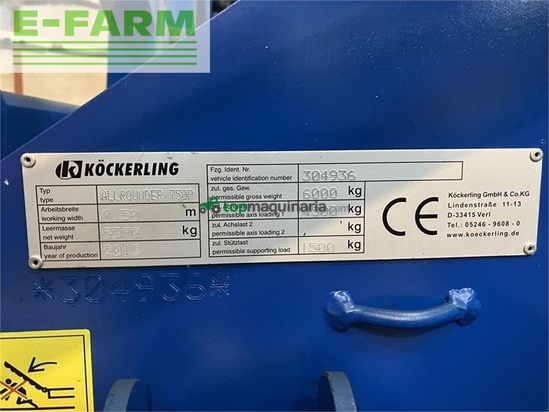 E-FARM
KÖCKERLING
Typ
type
ALLROUNDER 750P
Arbeitsbreite
working width
7.50 m
Leermasse
net weight
kg
Baujahr
year of production
2013
Fzg. Ident. Nr.
vehicle identification number
304936
zul. ges. Gew.
permissible gross weight
6000 kg
permissible axis loading 1
kg
zul. Achslast 2
permissible axis loading 2
kg
zul. Stützlast
permissible supporting load
1500 kg
topmaquinaria
CE
Köckerling GmbH & Co.KG
Lindenstraße 11-13
D-33415 Verl
Tel.: 05246 - 9608 - 0
www.koeckerling.de
*304936*